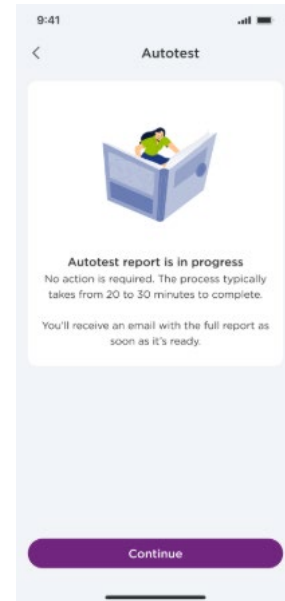 9:41
Autotest
Autotest report is in progress
No action is required. The process typically
takes from 20 to 30 minutes to complete.
You'll receive an email with the full report as
soon as it's ready.
Continue